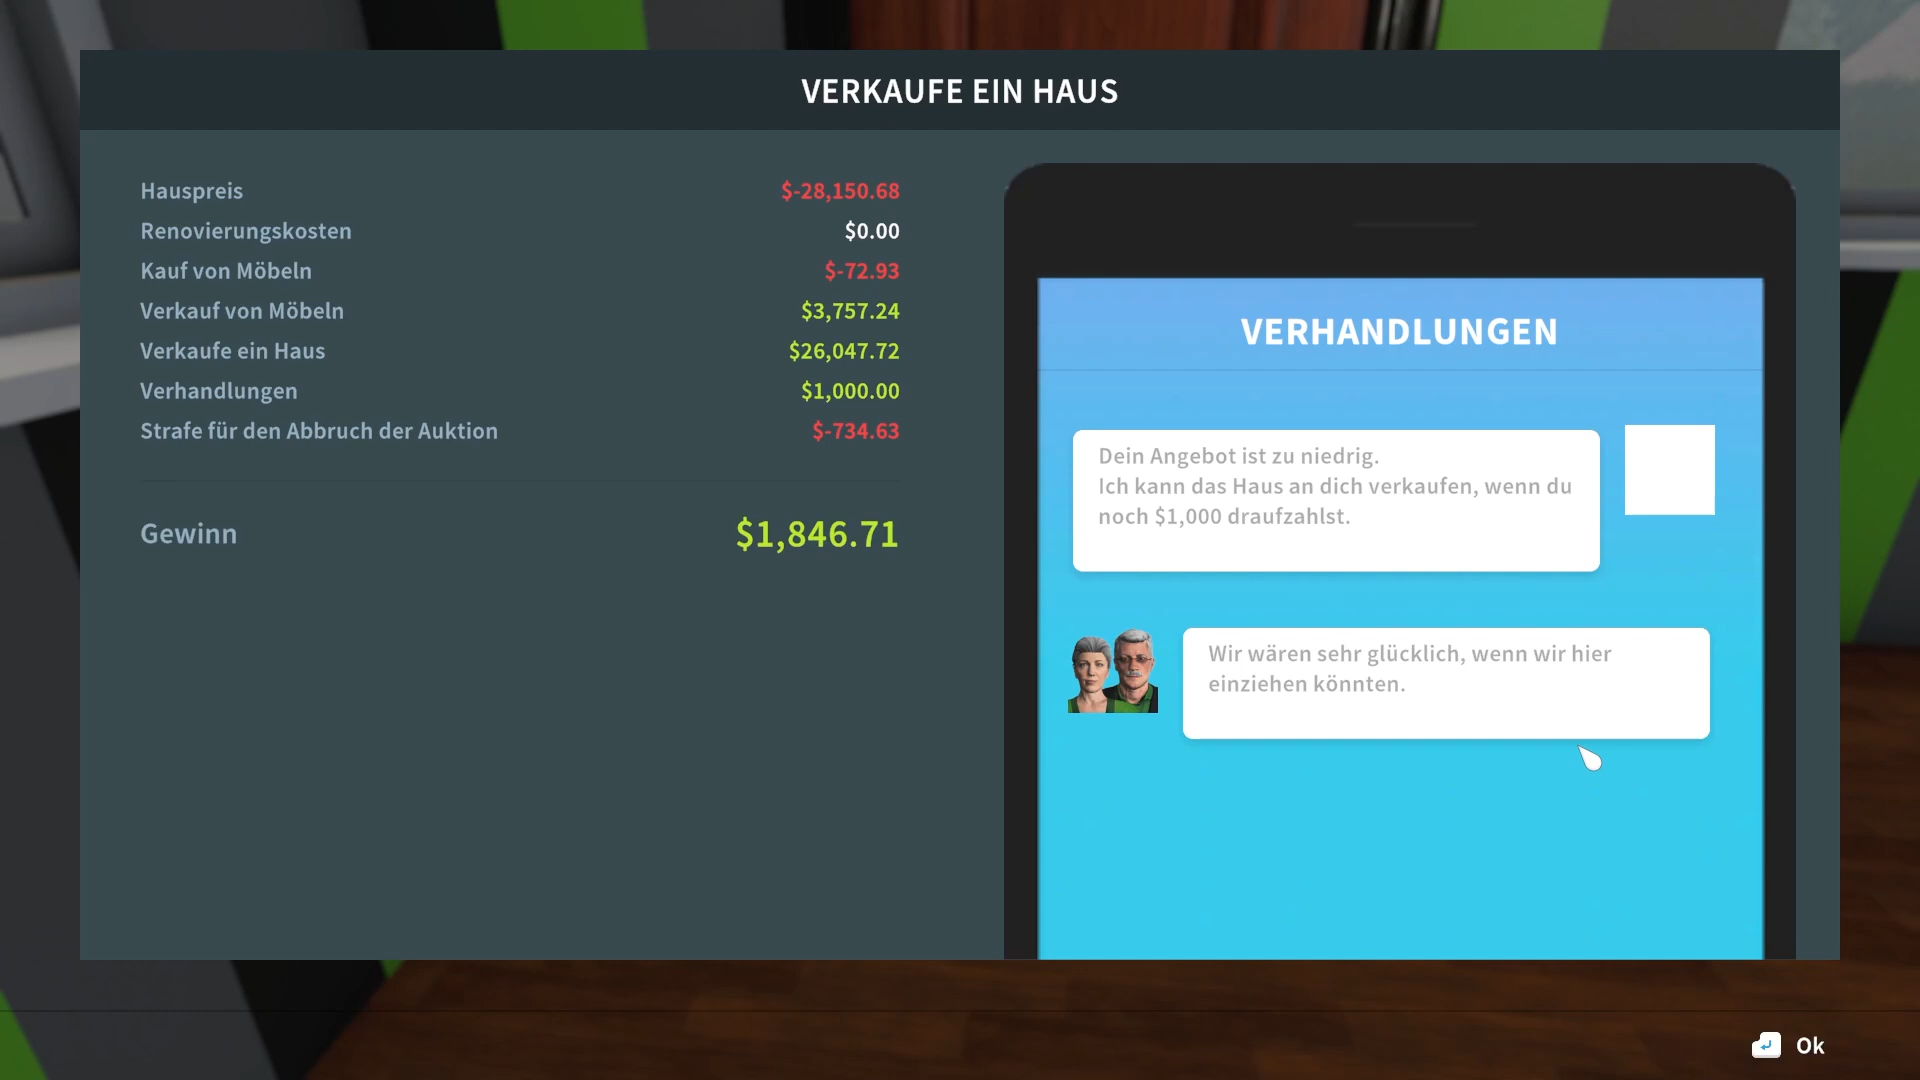 VERKAUFE EIN HAUS
Hauspreis $-28,150.68
Renovierungskosten $0.00
Kauf von Möbeln $-72.93
Verkauf von Möbeln $3,757.24
Verkaufe ein Haus $26,047.72
Verhandlungen $1,000.00
Strafe für den Abbruch der Auktion $-734.63
Gewinn $1,846.71
VERHANDLUNGEN
Dein Angebot ist zu niedrig.
Ich kann das Haus an dich verkaufen, wenn du
noch $1,000 draufzahlst.
Wir wären sehr glücklich, wenn wir hier
einziehen könnten.
Ok